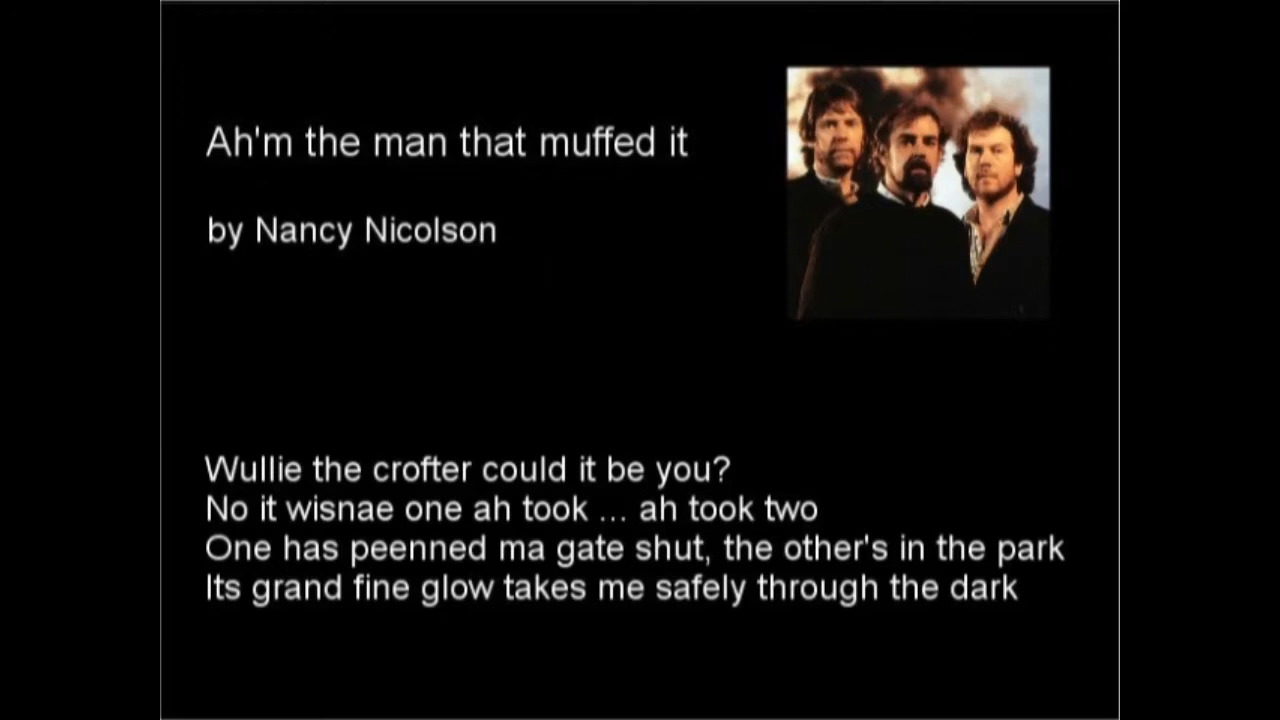 Ah'm the man that muffed it
by Nancy Nicolson
Wullie the crofter could it be you?
No it wisnae one ah took ... ah took two
One has peenned ma gate shut, the other's in the park
Its grand fine glow takes me safely through the dark